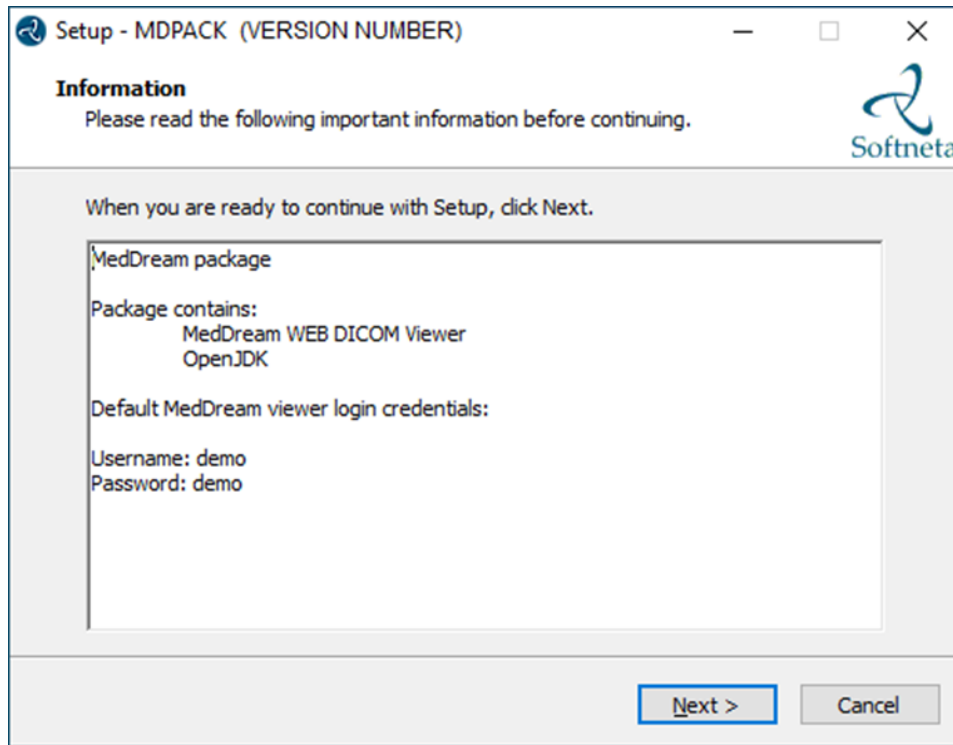 Setup - MDPACK (VERSION NUMBER)
Information
Please read the following important information before continuing.
Softneta
When you are ready to continue with Setup, click Next.
MedDream package
Package contains:
MedDream WEB DICOM Viewer
OpenJDK
Default MedDream viewer login credentials:
Username: demo
Password: demo
Next >
Cancel